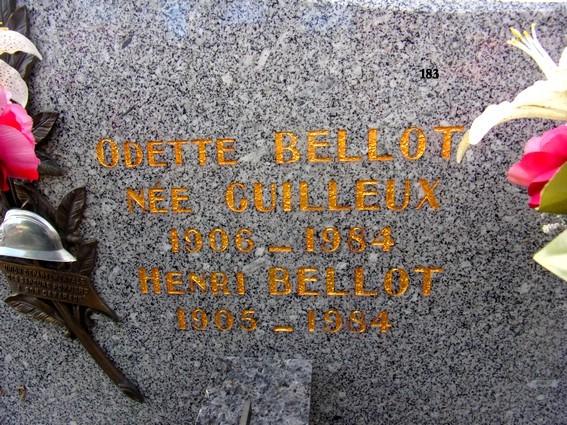 183
ODETTE BELLOT
NÉE GUILLEUX
1906 _ 1984
HENRI BELLOT
1905 _ 1984